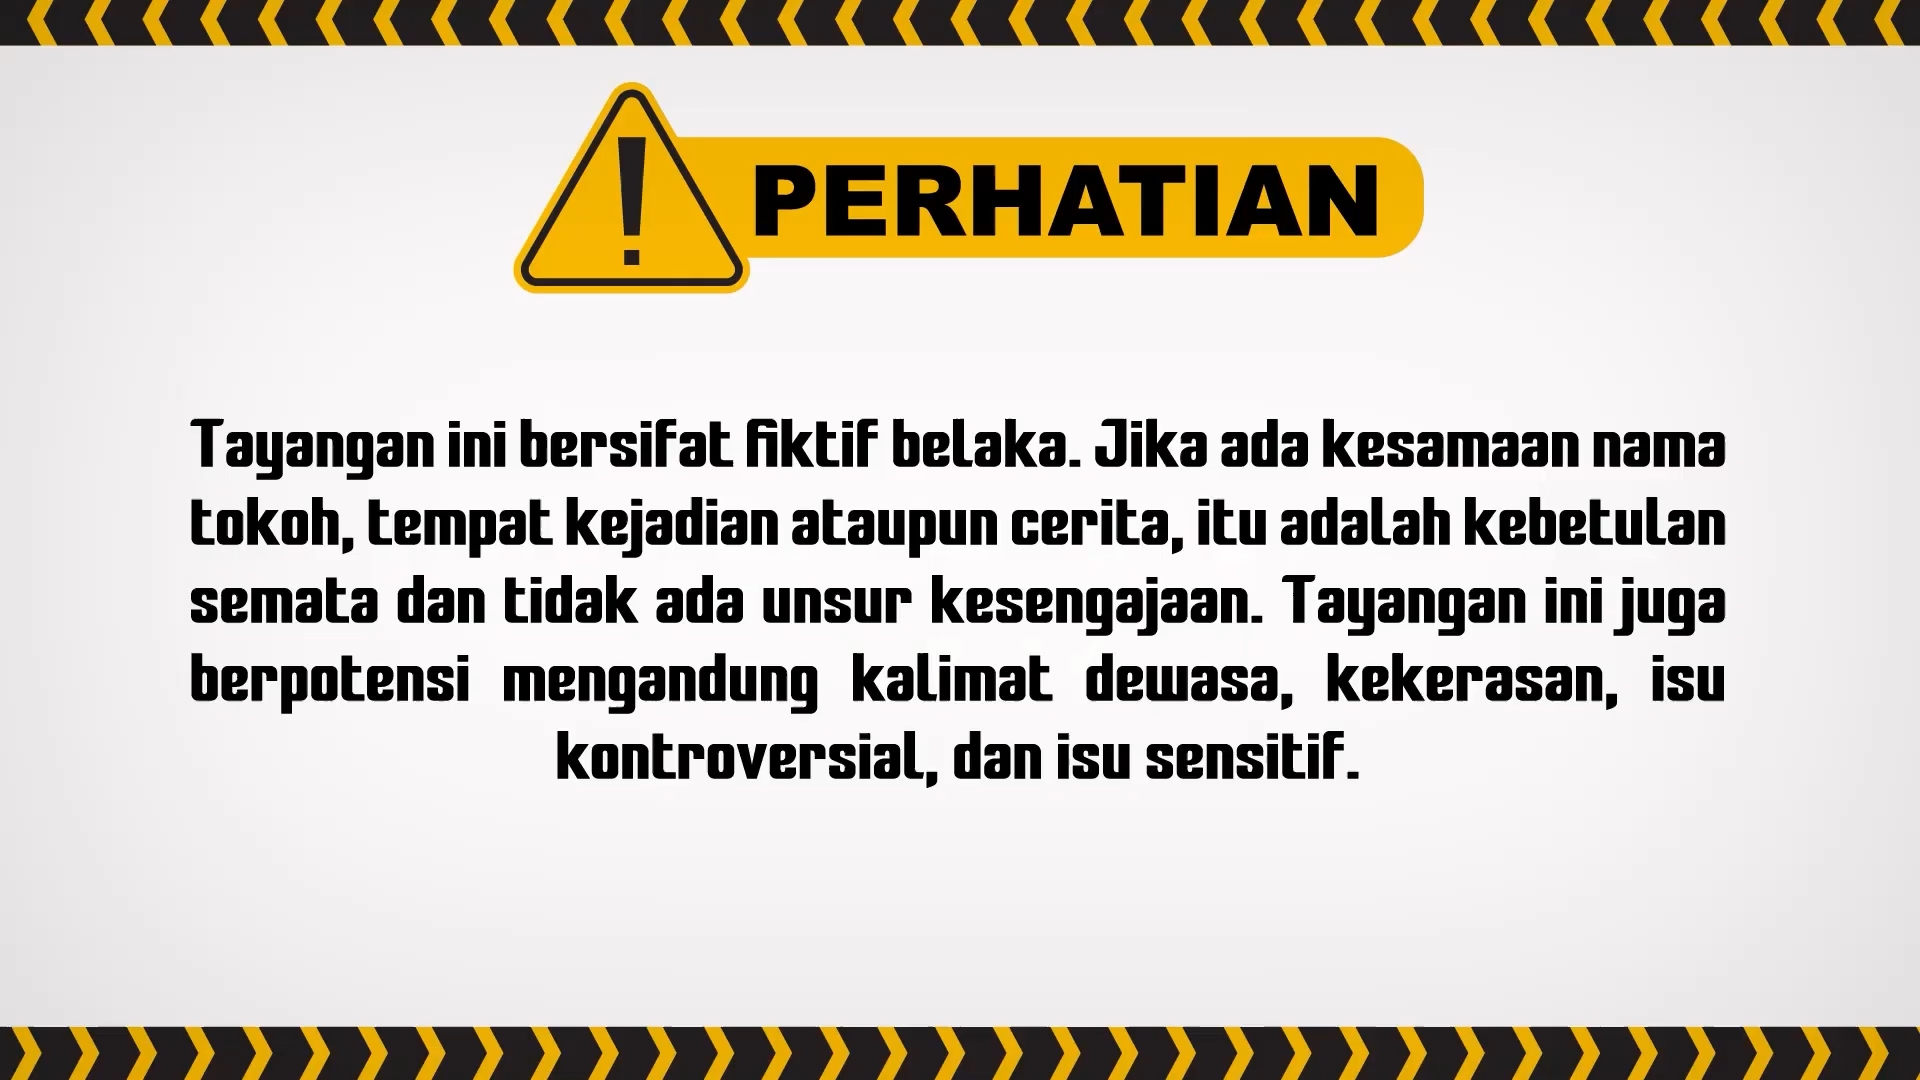 PERHATIAN
Tayangan ini bersifat fiktif belaka. Jika ada kesamaan nama
tokoh, tempat kejadian ataupun cerita, itu adalah kebetulan
semata dan tidak ada unsur kesengajaan. Tayangan ini juga
berpotensi mengandung kalimat dewasa, kekerasan, isu
kontroversial, dan isu sensitif.